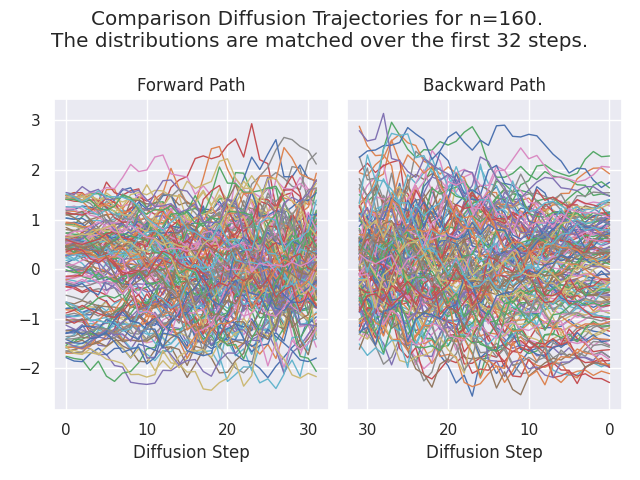 Comparison Diffusion Trajectories for n=160.
The distributions are matched over the first 32 steps.
Forward Path
Backward Path
3
2
1
0
−1
−2
0 10 20 30
30 20 10 0
Diffusion Step
Diffusion Step